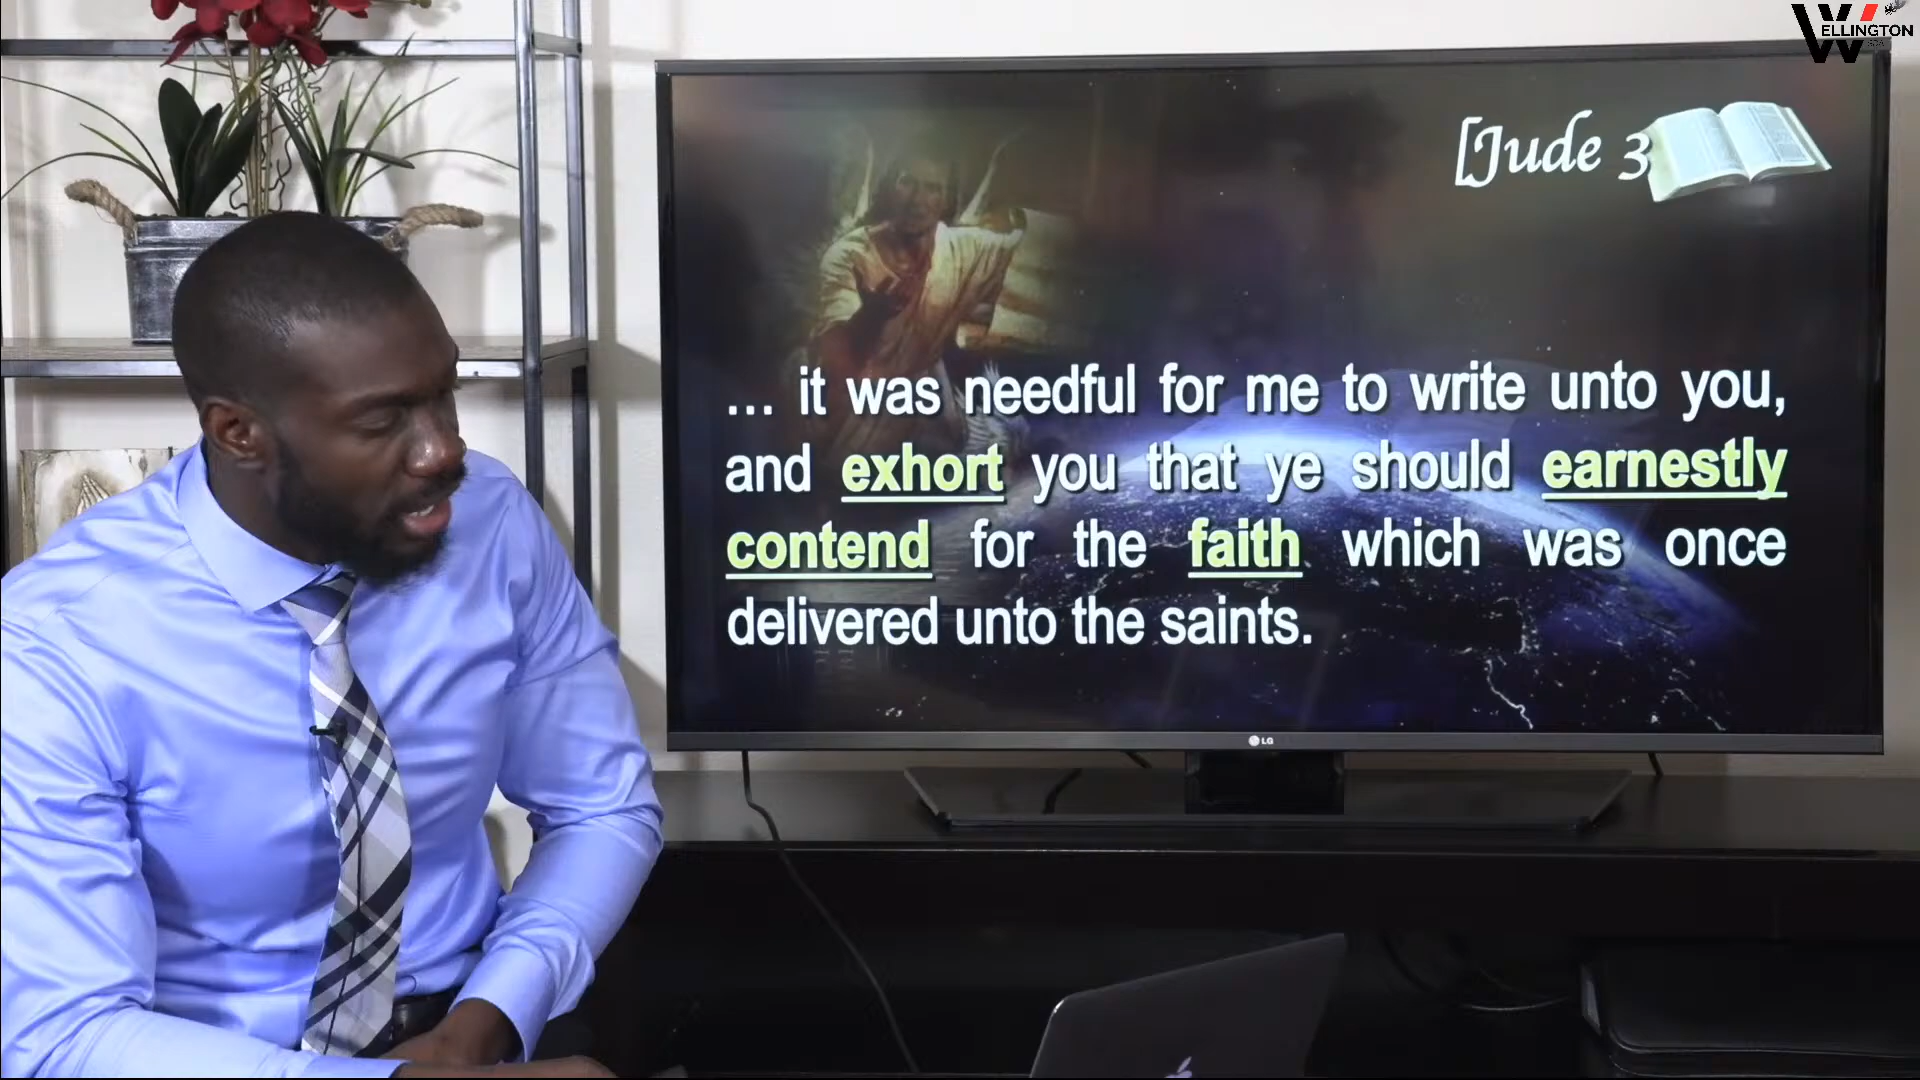 WELLINGTON
[Jude 3
... it was needful for me to write unto you,
and exhort you that ye should earnestly
contend for the faith which was once
delivered unto the saints.
LG